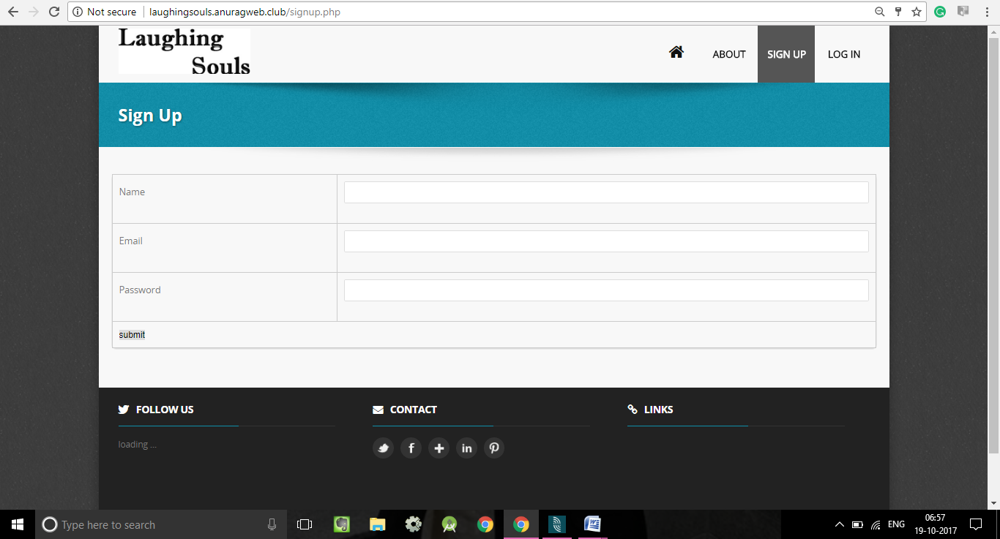 Not secure laughingsouls.anuragweb.club/signup.php
Laughing
Souls
ABOUT SIGN UP LOG IN
Sign Up
Name
Email
Password
submit
FOLLOW US
loading ...
CONTACT
LINKS
Type here to search
ENG
06:57
19-10-2017